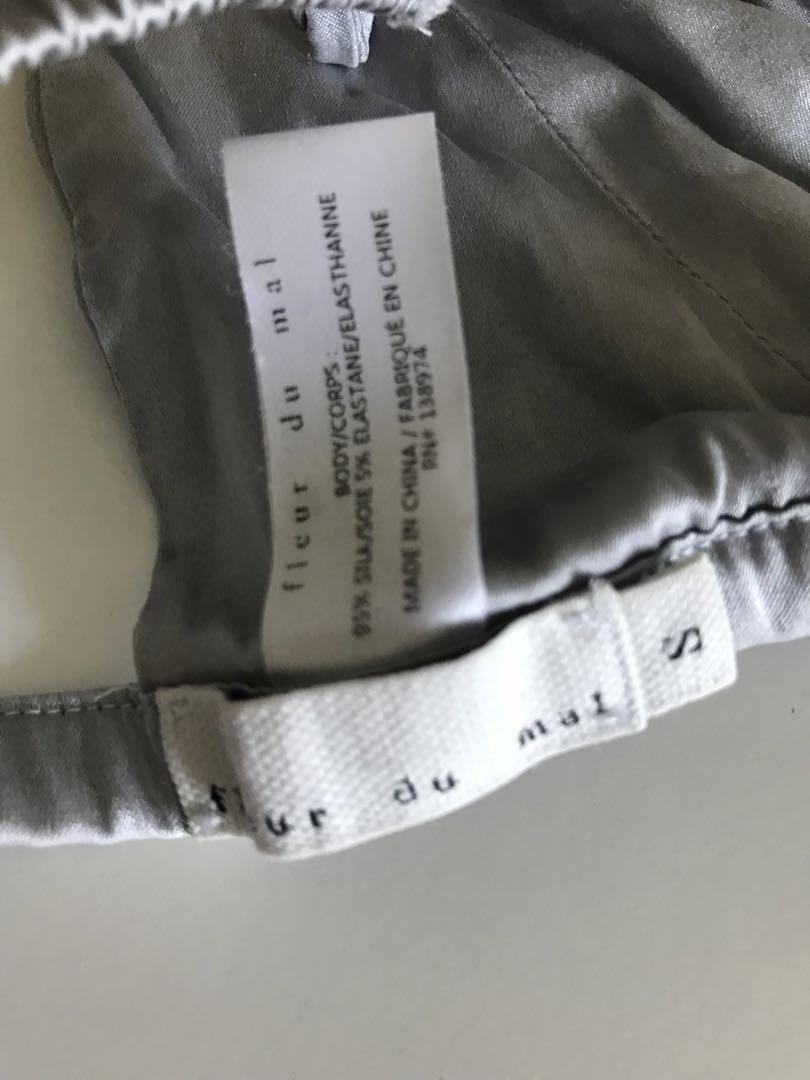 fleur du mal
BODY/CORPS :
95% SILK/SOIE 5% ELASTANE/ELASTHANNE
MADE IN CHINA / FABRIQUÉ EN CHINE
RN# 138974
ur du mal
S